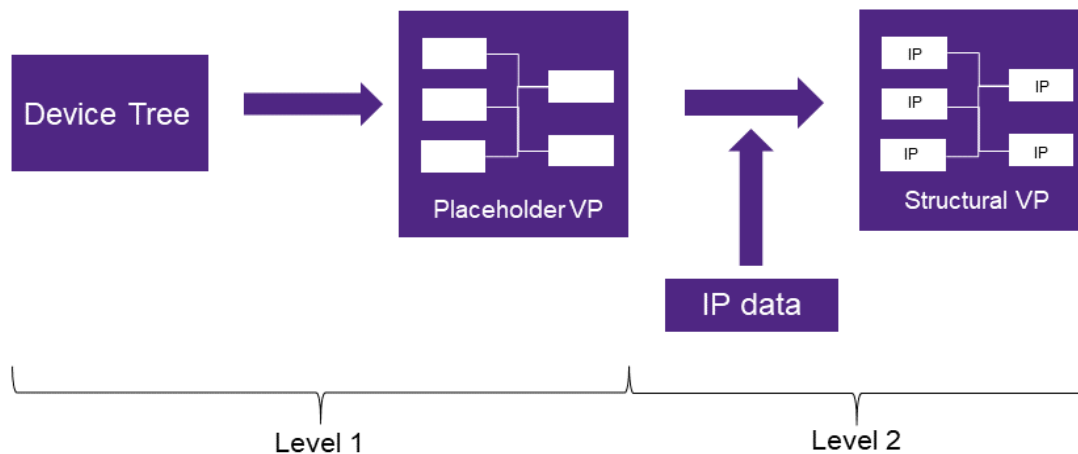 Device Tree
Placeholder VP
IP
IP
IP
IP
IP
Structural VP
IP data
Level 1
Level 2